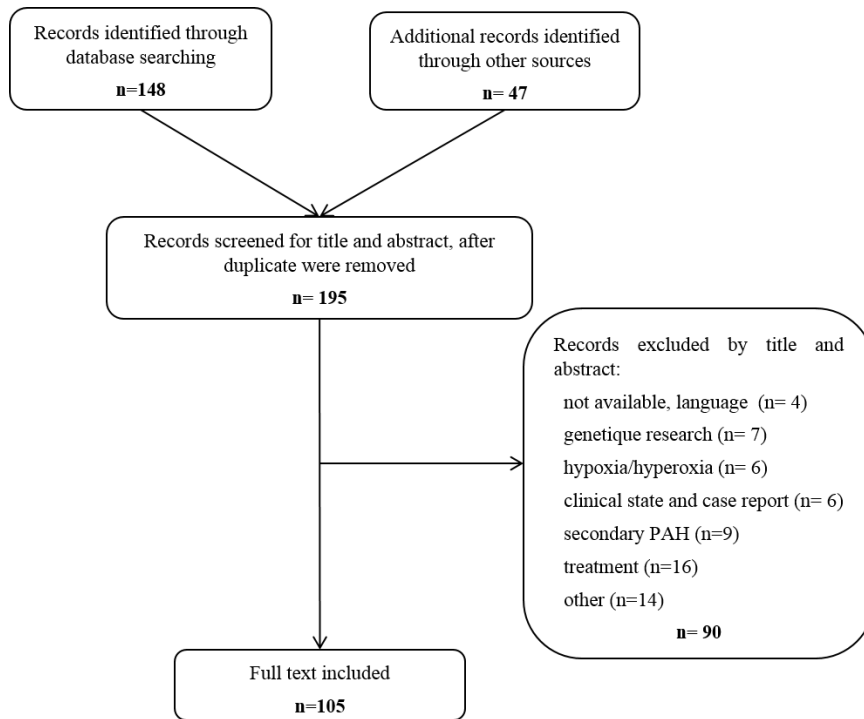 Records identified through
database searching
n=148
Additional records identified
through other sources
n= 47
Records screened for title and abstract, after
duplicate were removed
n= 195
Records excluded by title and
abstract:
not available, language (n= 4)
genetique research (n= 7)
hypoxia/hyperoxia (n= 6)
clinical state and case report (n= 6)
secondary PAH (n=9)
treatment (n=16)
other (n=14)
n= 90
Full text included
n=105